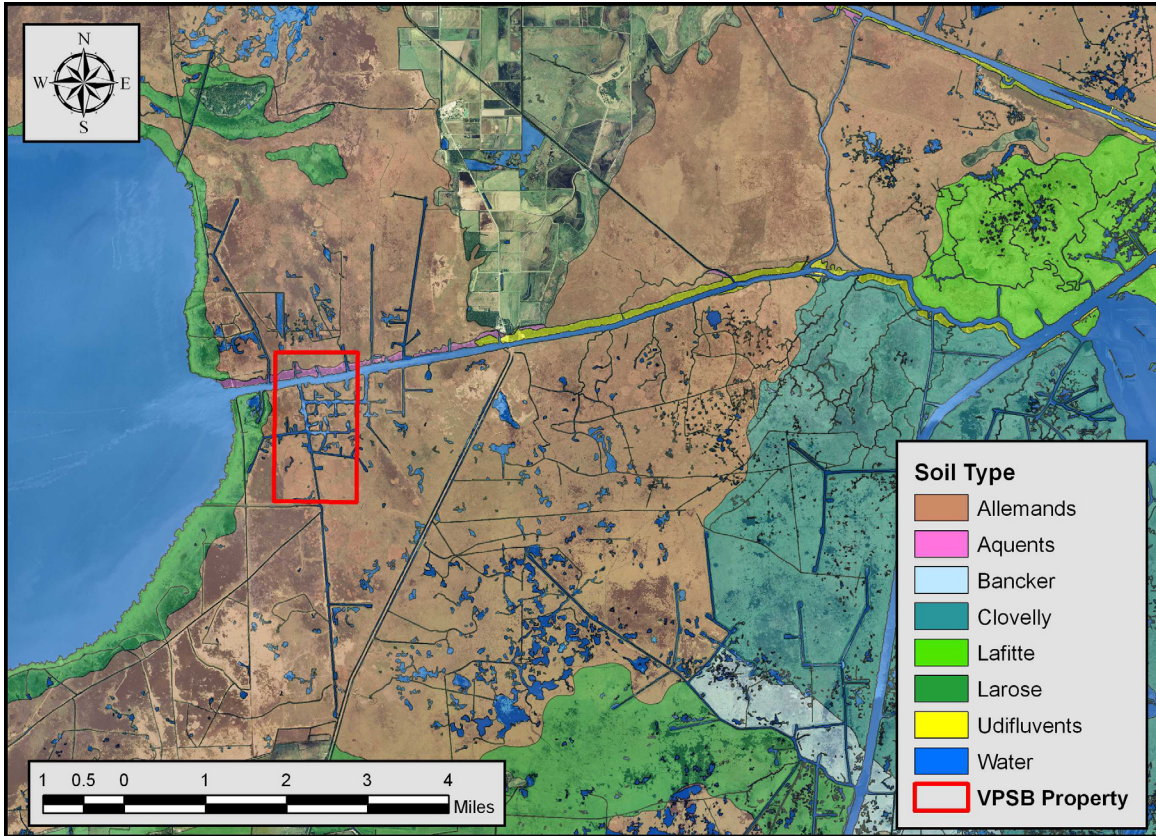 N
W E
S
Soil Type
Allemands
Aquents
Bancker
Clovelly
Lafitte
Larose
Udifluvents
Water
VPSB Property
1 0.5 0 1 2 3 4
Miles